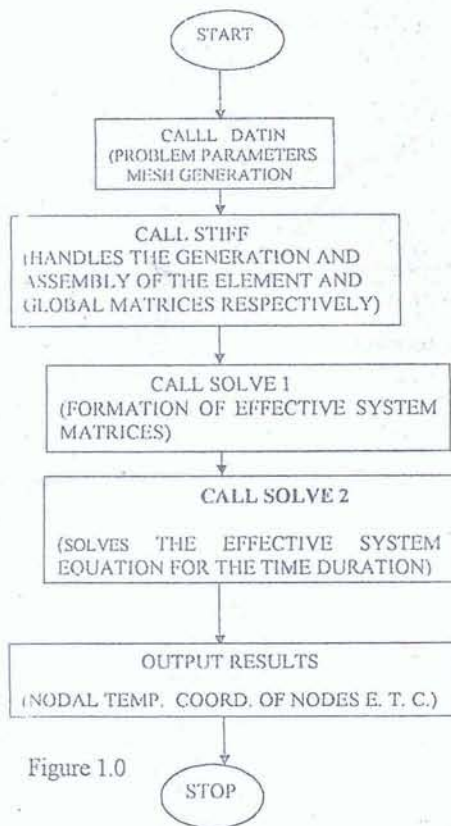 START
CALLL DATIN
(PROBLEM PARAMETERS
MESH GENERATION
CALL STIFF
(HANDLES THE GENERATION AND
ASSEMBLY OF THE ELEMENT AND
GLOBAL MATRICES RESPECTIVELY)
CALL SOLVE 1
(FORMATION OF EFFECTIVE SYSTEM
MATRICES)
CALL SOLVE 2
(SOLVES THE EFFECTIVE SYSTEM
EQUATION FOR THE TIME DURATION)
OUTPUT RESULTS
(NODAL TEMP. COORD. OF NODES E. T. C.)
Figure 1.0
STOP